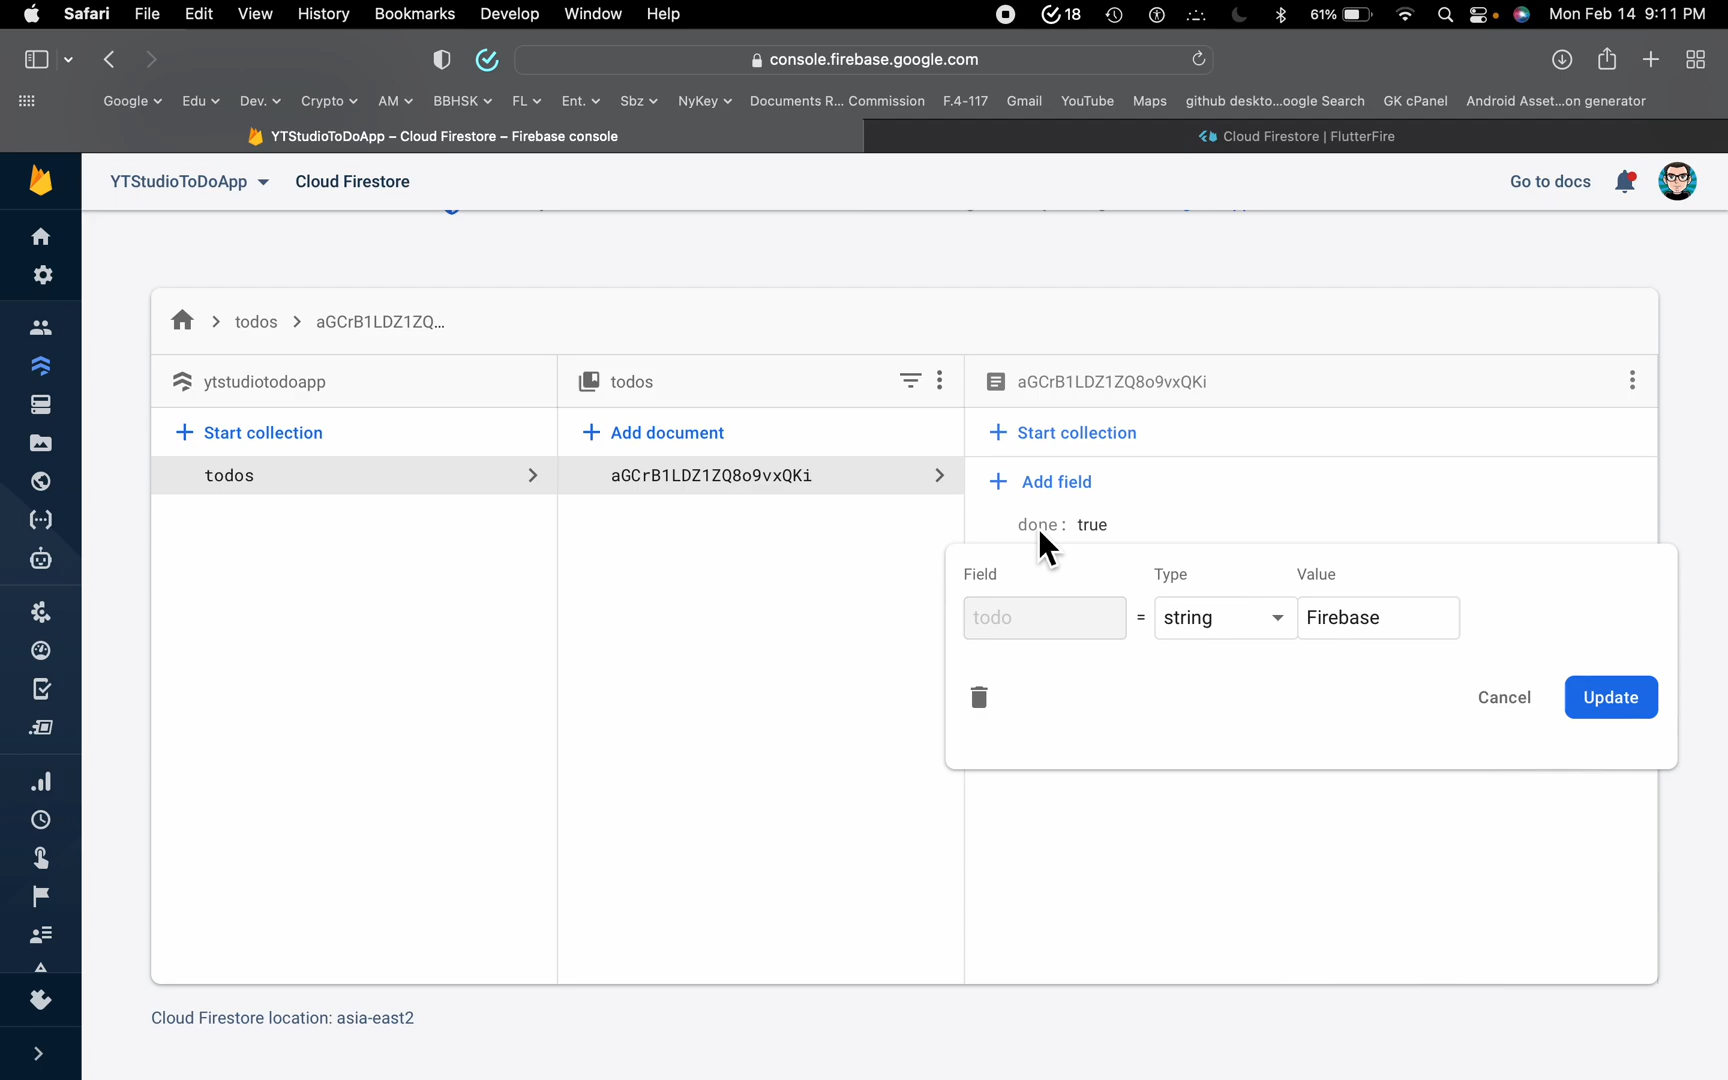 Safari File Edit View History Bookmarks Develop Window Help 18 61% Mon Feb 14 9:11 PM
console.firebase.google.com
Google Edu Dev. Crypto AM BBHSK FL Ent. Sbz NyKey Documents R... Commission F.4-117 Gmail YouTube Maps github deskto...oogle Search GK cPanel Android Asset...on generator
YTStudioToDoApp – Cloud Firestore – Firebase console Cloud Firestore | FlutterFire
YTStudioToDoApp Cloud Firestore Go to docs
todos aGCrB1LDZ1ZQ...
ytstudiotodoapp todos aGCrB1LDZ1ZQ8o9vxQKi
Start collection Add document Start collection
todos aGCrB1LDZ1ZQ8o9vxQKi Add field
done: true
Field Type Value
todo = string Firebase
Cancel Update
Cloud Firestore location: asia-east2